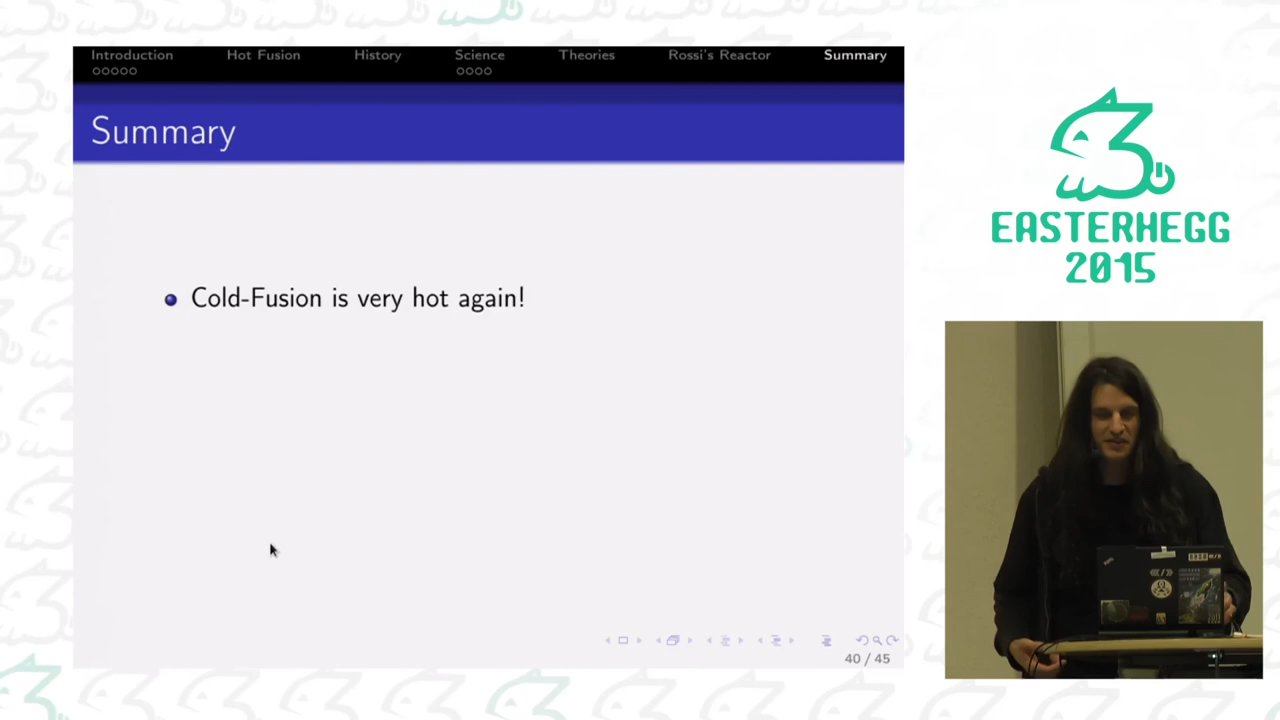 Introduction Hot Fusion History Science Theories Rossi's Reactor Summary
Summary
Cold-Fusion is very hot again!
40 / 45
EASTERHEGG
2015